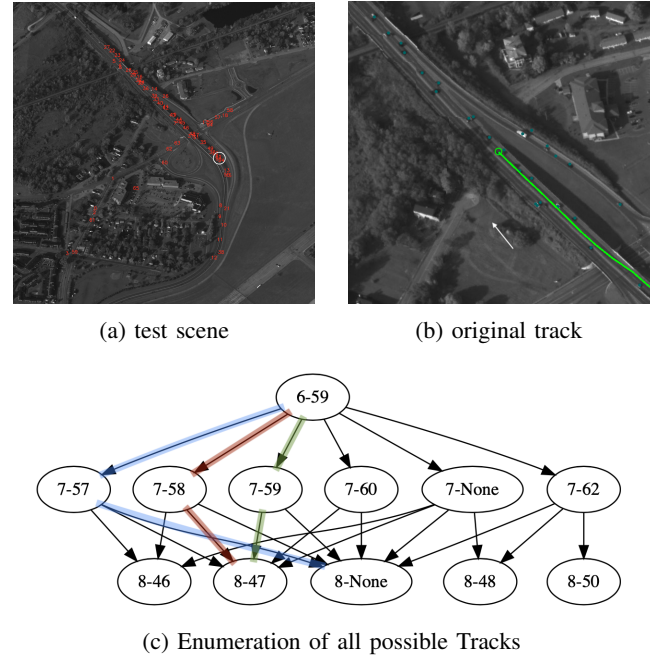 (a) test scene
(b) original track
6-59
7-57
7-58
7-59
7-60
7-None
7-62
8-46
8-47
8-None
8-48
8-50
(c) Enumeration of all possible Tracks